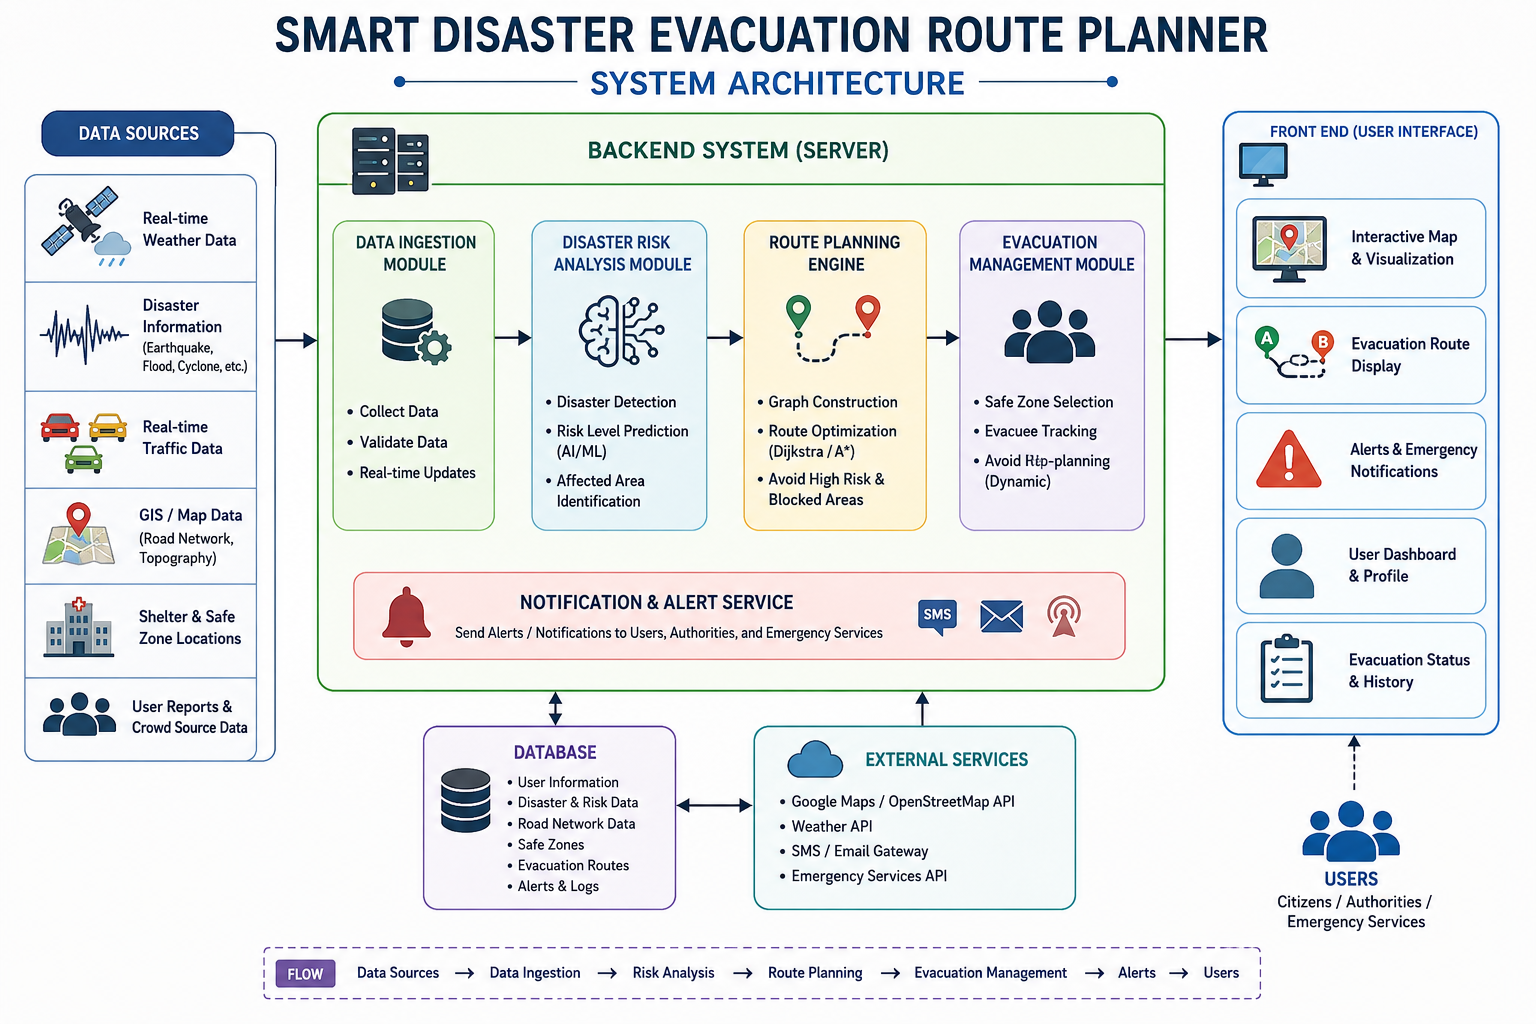 SMART DISASTER EVACUATION ROUTE PLANNER
SYSTEM ARCHITECTURE
DATA SOURCES
Real-time
Weather Data
Disaster
Information
(Earthquake,
Flood, Cyclone, etc.)
Real-time
Traffic Data
GIS / Map Data
(Road Network,
Topography)
Shelter & Safe
Zone Locations
User Reports &
Crowd Source Data
BACKEND SYSTEM (SERVER)
DATA INGESTION
MODULE
• Collect Data
• Validate Data
• Real-time Updates
DISASTER RISK
ANALYSIS MODULE
• Disaster Detection
• Risk Level Prediction
(AI/ML)
• Affected Area
Identification
ROUTE PLANNING
ENGINE
• Graph Construction
• Route Optimization
(Dijkstra / A*)
• Avoid High Risk &
Blocked Areas
EVACUATION
MANAGEMENT MODULE
• Safe Zone Selection
• Evacuee Tracking
• Avoid
(Dynamic)
NOTIFICATION & ALERT SERVICE
Send Alerts / Notifications to Users, Authorities, and Emergency Services
SMS
DATABASE
• User Information
• Disaster & Risk Data
• Road Network Data
• Safe Zones
• Evacuation Routes
• Alerts & Logs
EXTERNAL SERVICES
• Google Maps / OpenStreetMap API
• Weather API
• SMS / Email Gateway
• Emergency Services API
FRONT END (USER INTERFACE)
Interactive Map
& Visualization
A
B
Evacuation Route
Display
Alerts & Emergency
Notifications
User Dashboard
& Profile
Evacuation Status
& History
USERS
Citizens / Authorities /
Emergency Services
FLOW Data Sources → Data Ingestion → Risk Analysis → Route Planning → Evacuation Management → Alerts → Users